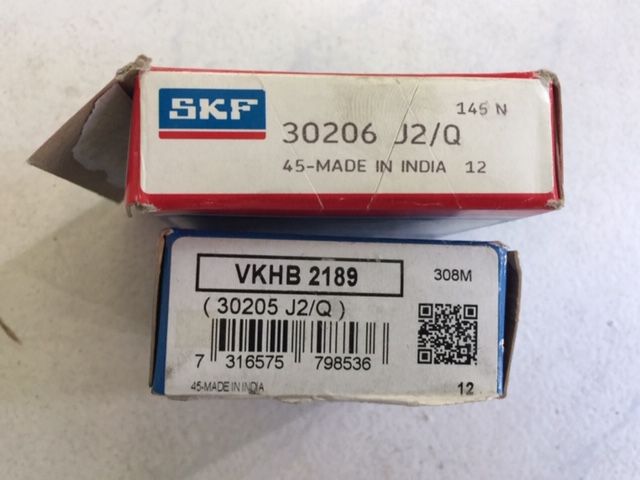 SKF
145 N
30206 J2/Q
45-MADE IN INDIA 12
VKHB 2189
308M
( 30205 J2/Q )
7 316575 798536
45-MADE IN INDIA
12